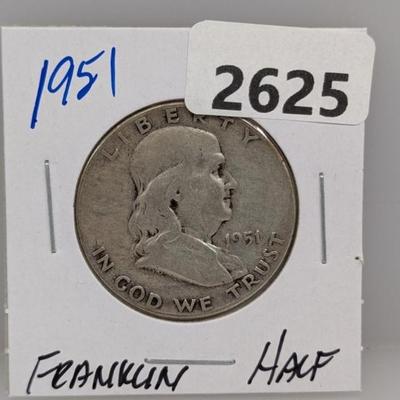 1951
2625
LIBERTY
1951
IN GOD WE TRUST
FRANKLIN HALF